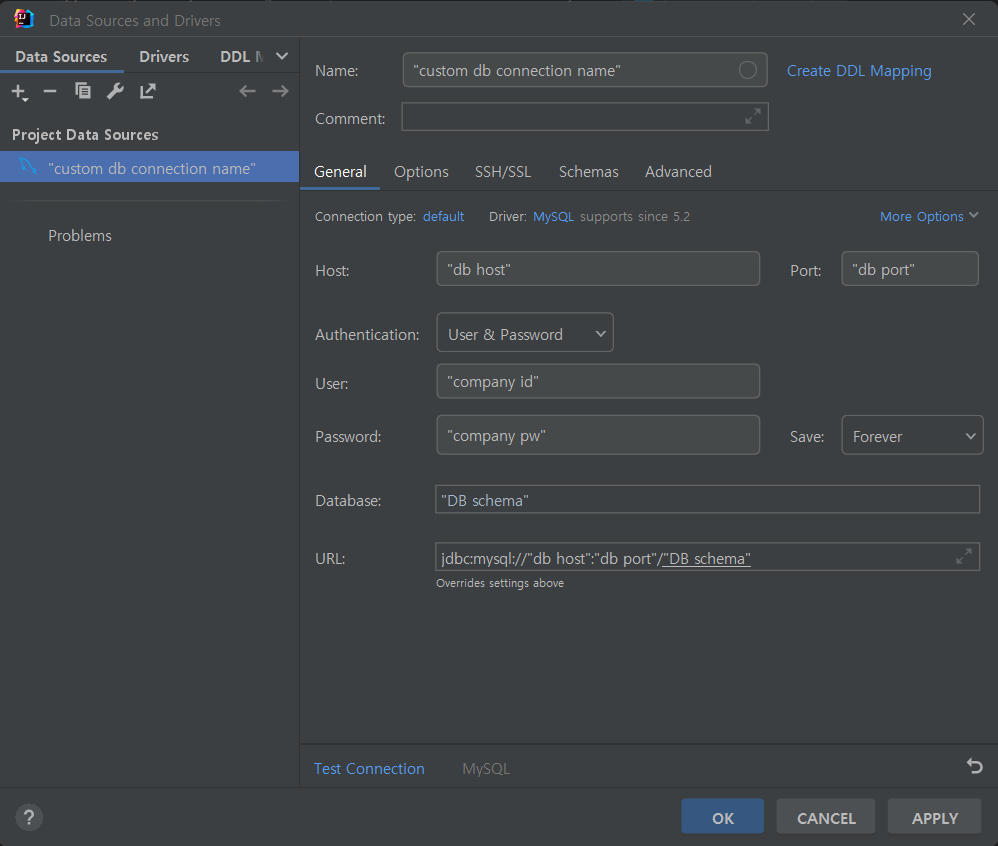 Data Sources and Drivers
Data Sources Drivers DDL
Project Data Sources
"custom db connection name"
Problems
Name: "custom db connection name" Create DDL Mapping
Comment:
General Options SSH/SSL Schemas Advanced
Connection type: default Driver: MySQL supports since 5.2 More Options
Host: "db host" Port: "db port"
Authentication: User & Password
User: "company id"
Password: "company pw" Save: Forever
Database: "DB schema"
URL: jdbc:mysql://"db host":"db port"/"DB schema"
Overrides settings above
Test Connection MySQL
? OK CANCEL APPLY